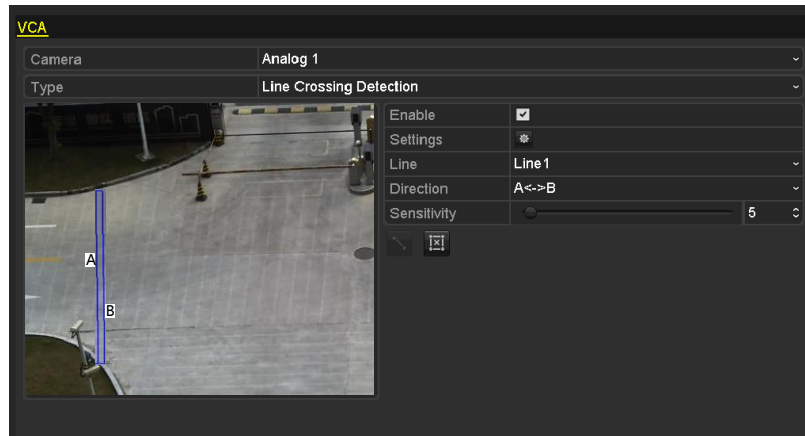 VCA
Camera Analog 1
Type Line Crossing Detection
Enable
Settings
Line Line1
Direction A<->B
Sensitivity 5
A
B